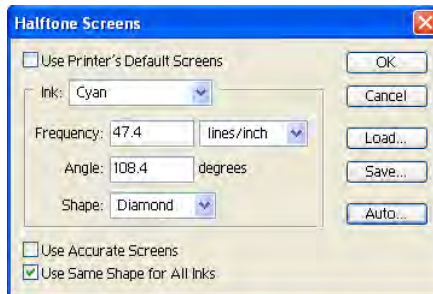 Halftone Screens
Use Printer's Default Screens
OK
Ink: Cyan
Cancel
Frequency: 47.4 lines/inch
Load...
Angle: 108.4 degrees
Save...
Shape: Diamond
Auto...
Use Accurate Screens
Use Same Shape for All Inks